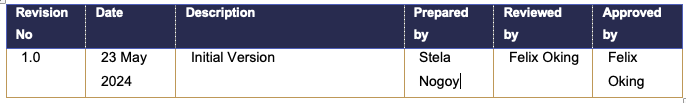 Revision Date Description Prepared Reviewed Approved
No by by by
1.0 23 May Initial Version Stela Felix Oking Felix
2024 Nogoy Oking